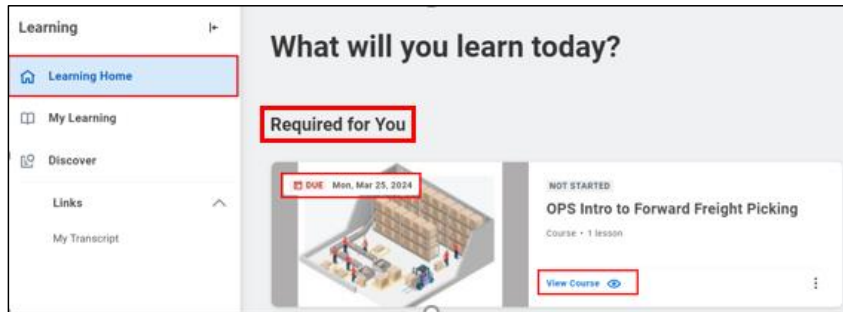 Learning
Learning Home
My Learning
Discover
Links
My Transcript
What will you learn today?
Required for You
DUE Mon, Mar 25, 2024
NOT STARTED
OPS Intro to Forward Freight Picking
Course • 1 lesson
View Course